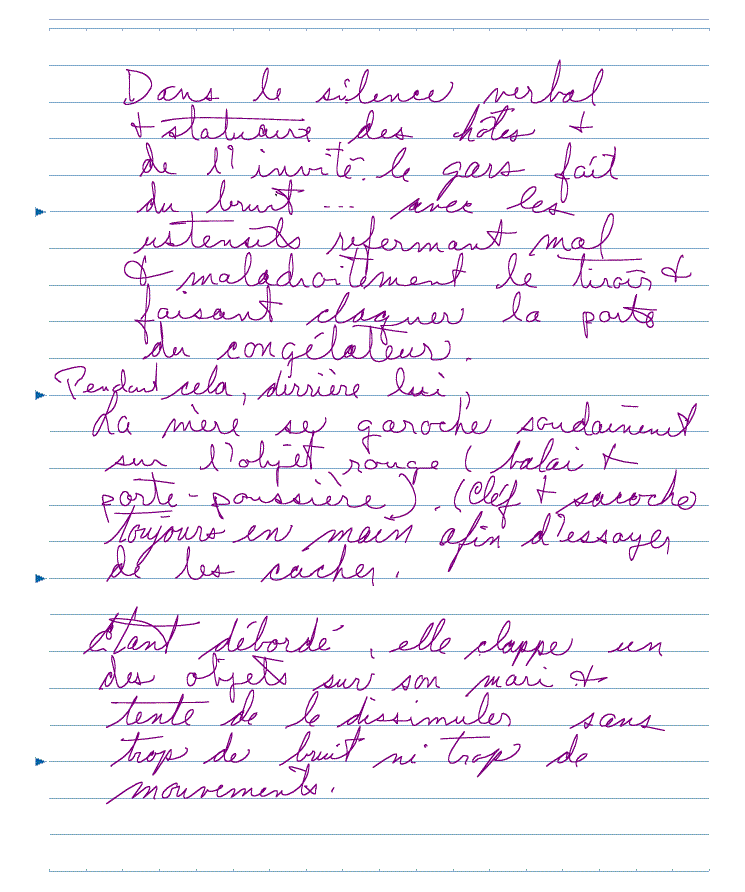 Dans le silence verbal
+ statuaire des hôtes +
de l'invité. le gars fait
du bruit ... avec les
ustensils refermant mal
& maladroitement le tiroir &
faisant claquer la porte
du congélateur.
Pendant cela, dirrière lui,
La mère se garoche soudainement
sur l'objet rouge (balai +
porte-poussière). (Clef + sacoche
toujours en main afin d'essayer
de les cacher.
étant débordé, elle clappe un
des objets sur son mari &
tente de le dissimuler sans
trop de bruit ni trop de
mouvements.